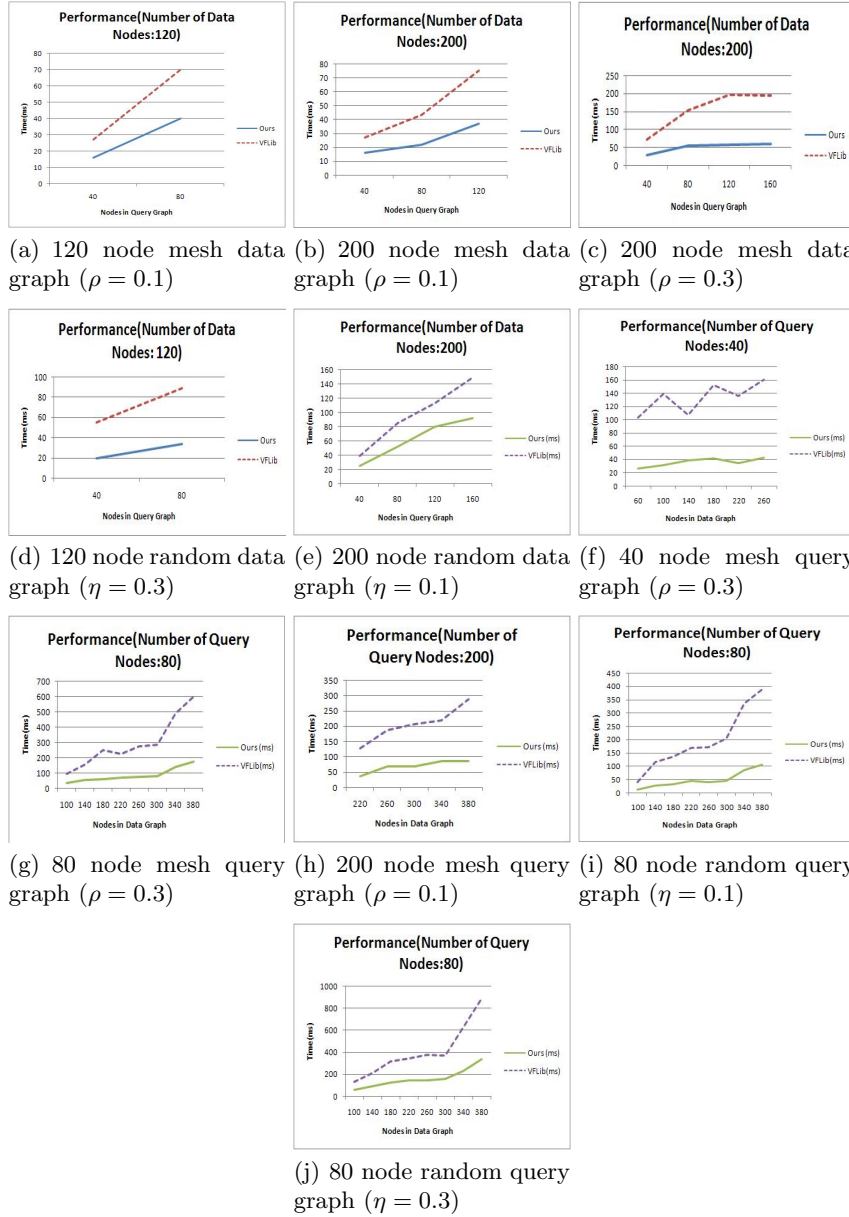 Performance(Number of Data
Nodes:120)
80
70
60
50
40
30
20
10
0
Time(ms)
40 80
Nodes in Query Graph
Ours
VFLib
(a) 120 node mesh data
graph (ρ = 0.1)
Performance(Number of Data
Nodes:200)
80
70
60
50
40
30
20
10
0
Time(ms)
40 80 120
Nodes in Query Graph
Ours
VFLib
(b) 200 node mesh data
graph (ρ = 0.1)
Performance(Number of Data
Nodes:200)
250
200
150
100
50
0
Time(ms)
40 80 120 160
Nodes in Query Graph
Ours
VFLib
(c) 200 node mesh data
graph (ρ = 0.3)
Performance(Number of Data
Nodes: 120)
100
80
60
40
20
0
Time(ms)
40 80
Nodes in Query Graph
Ours
VFLib
(d) 120 node random data
graph (η = 0.3)
Performance(Number of Data
Nodes:200)
160
140
120
100
80
60
40
20
0
Time(ms)
40 80 120 160
Nodes in Query Graph
Ours (ms)
VFLib(ms)
(e) 200 node random data
graph (η = 0.1)
Performance(Number of Query
Nodes:40)
180
160
140
120
100
80
60
40
20
0
Time(ms)
60 100 140 180 220 260
Nodes in Data Graph
Ours (ms)
VFLib(ms)
(f) 40 node mesh query
graph (ρ = 0.3)
Performance(Number of Query
Nodes:80)
700
600
500
400
300
200
100
0
Time(ms)
100 140 180 220 260 300 340 380
Nodes in Data Graph
Ours (ms)
VFLib(ms)
(g) 80 node mesh query
graph (ρ = 0.3)
Performance(Number of
Query Nodes:200)
350
300
250
200
150
100
50
0
Time(ms)
220 260 300 340 380
Nodes in Data Graph
Ours (ms)
VFLib(ms)
(h) 200 node mesh query
graph (ρ = 0.1)
Performance(Number of Query
Nodes:80)
450
400
350
300
250
200
150
100
50
0
Time(ms)
100 140 180 220 260 300 340 380
Nodes in Data Graph
Ours (ms)
VFLib(ms)
(i) 80 node random query
graph (η = 0.1)
Performance(Number of Query
Nodes:80)
1000
800
600
400
200
0
Time(ms)
100 140 180 220 260 300 340 380
Nodes in Data Graph
Ours (ms)
VFLib(ms)
(j) 80 node random query
graph (η = 0.3)